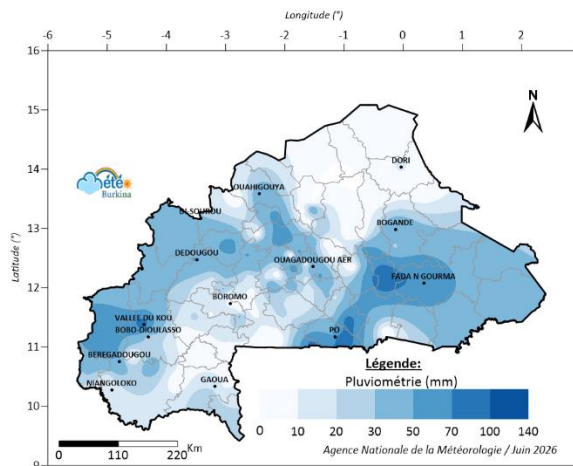 Longitude (°)
-6 -5 -4 -3 -2 -1 0 1 2
16
15
14
13
12
11
10
9
Latitude (°)
N
Météo
Burkina
DORI
OUAHIGOUYA
DI-SOUROU
BOGANDE
DEDOUGOU
OUAGADOUGOU AER
FADA N GOURMA
BOROMO
VALLEE DU KOU
BOBO-DIOULASSO
PO
BEREGADOUGOU
NIANGOLOKO
GAOUA
Légende:
Pluviométrie (mm)
0 10 20 30 50 70 100 140
0 110 220
Km
Agence Nationale de la Météorologie / Juin 2026